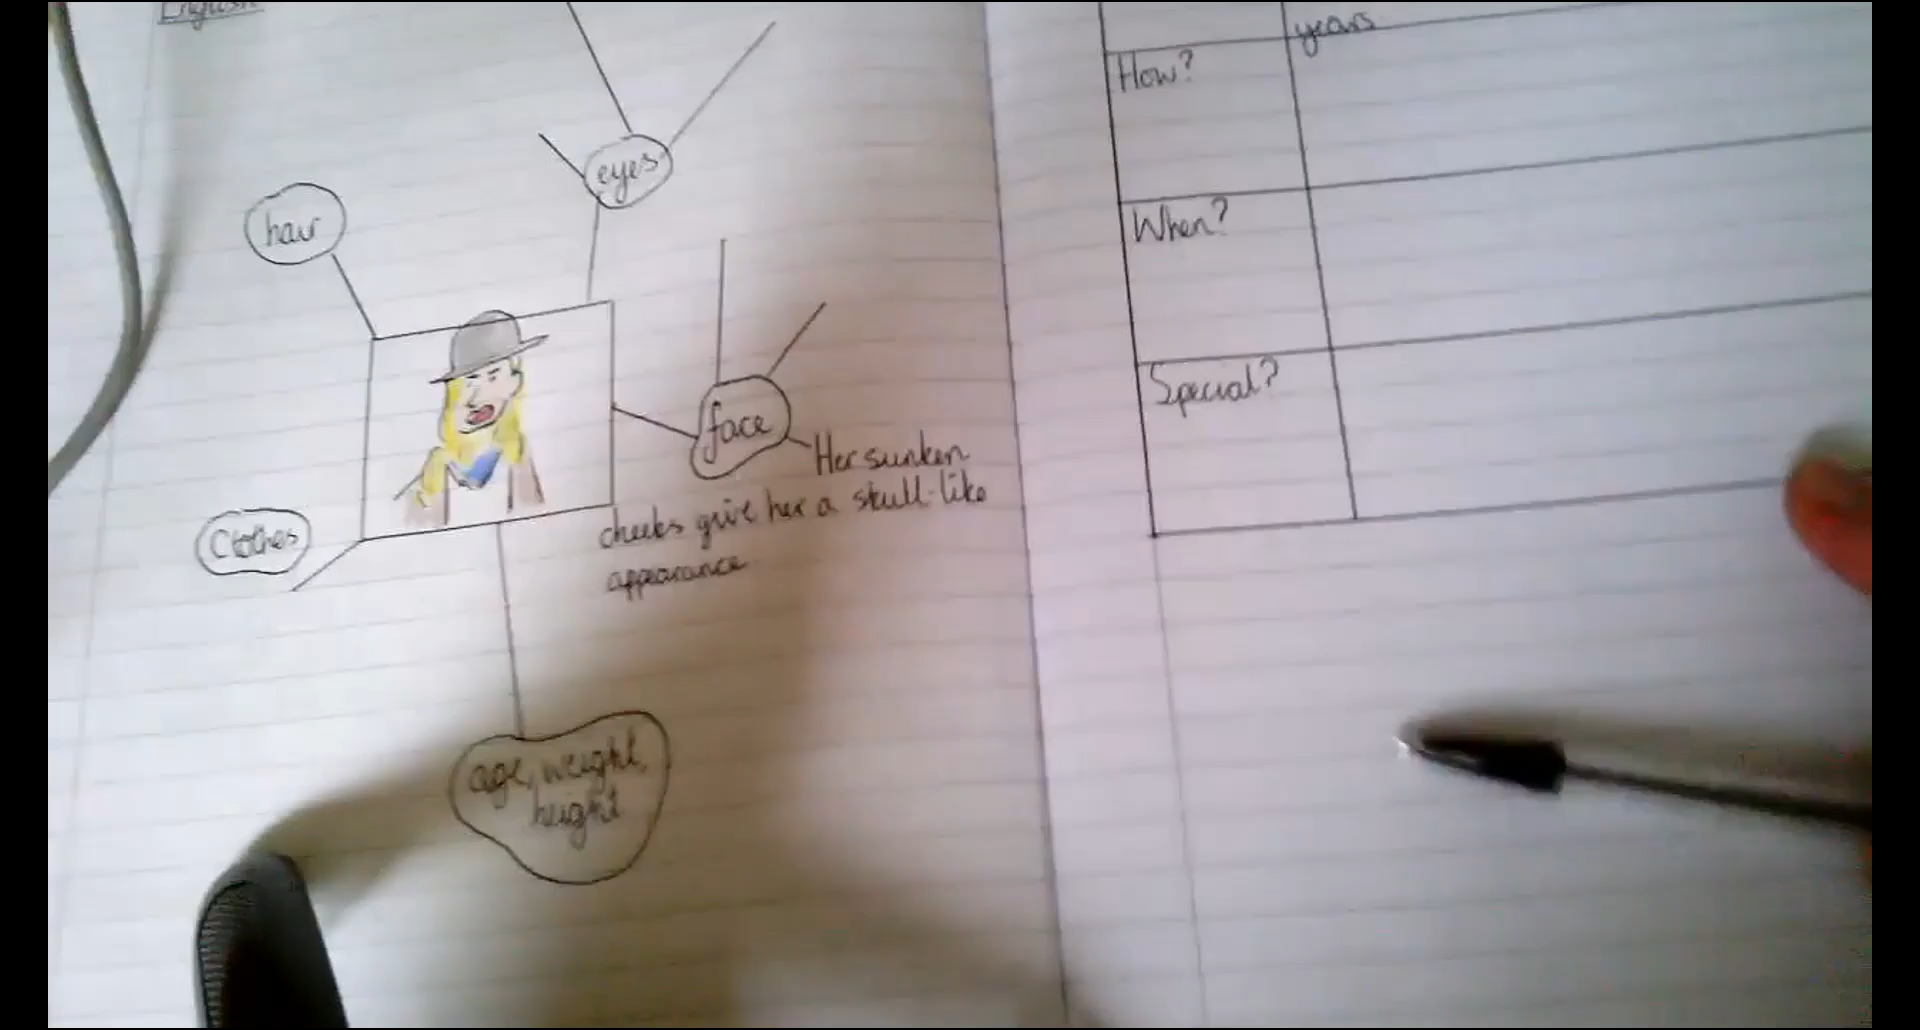 English
eyes
hair
face
Her sunken
cheeks give her a skull-like
appearance
Clothes
age, weight,
height
years
How?
When?
Special?